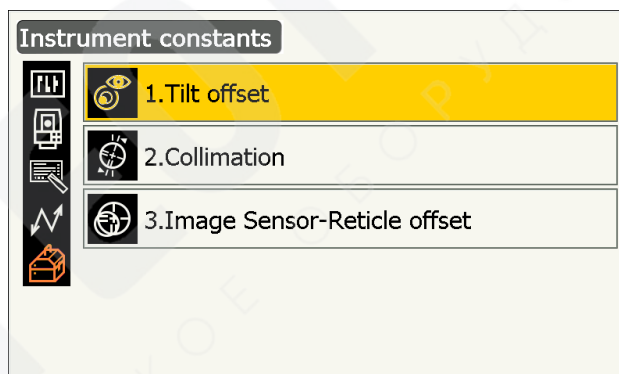 Instrument constants
1.Tilt offset
2.Collimation
3.Image Sensor-Reticle offset